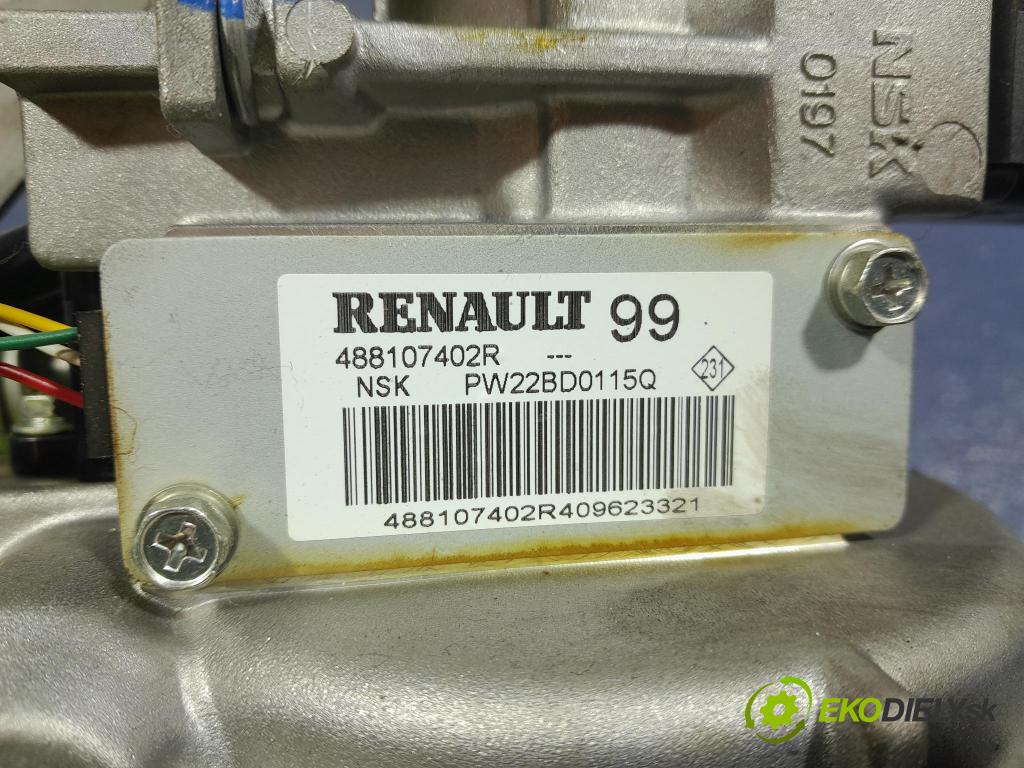 NSK
0197
RENAULT 99
488107402R ---
NSK PW22BD0115Q 231
488107402R409623321
EKODIELY.sk